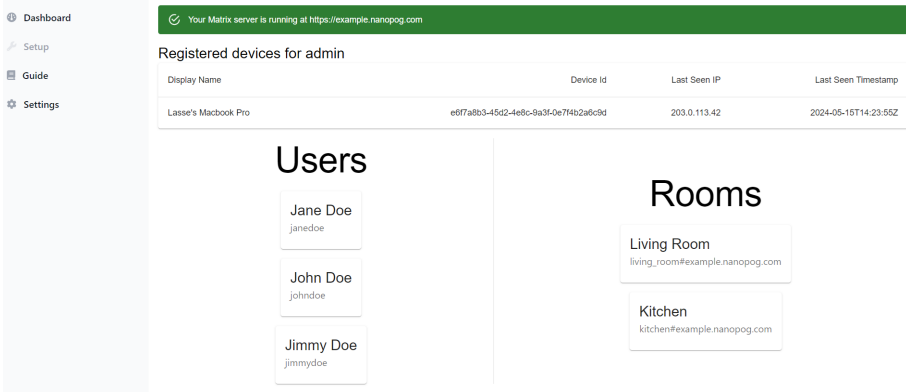 Dashboard
Setup
Guide
Settings
Your Matrix server is running at https://example.nanopog.com
Registered devices for admin
Display Name Device Id Last Seen IP Last Seen Timestamp
Lasse's Macbook Pro e6f7a8b3-45d2-4e8c-9a3f-0e7f4b2a6c9d 203.0.113.42 2024-05-15T14:23:55Z
Users
Jane Doe
janedoe
John Doe
johndoe
Jimmy Doe
jimmydoe
Rooms
Living Room
living_room#example.nanopog.com
Kitchen
kitchen#example.nanopog.com